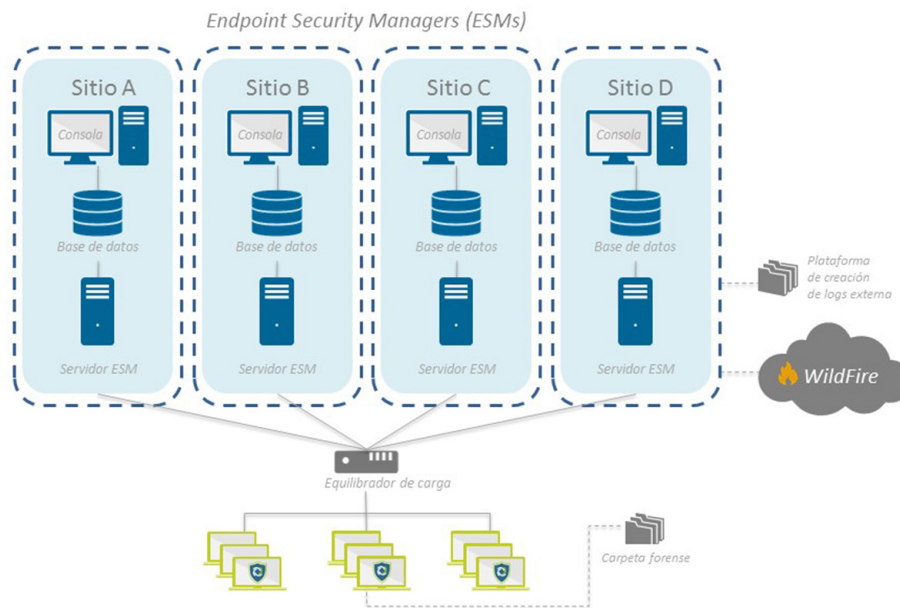 Endpoint Security Managers (ESMs)
Sitio A
Sitio B
Sitio C
Sitio D
Consola
Consola
Consola
Consola
Base de datos
Base de datos
Base de datos
Base de datos
Plataforma
de creación
de logs externa
Servidor ESM
Servidor ESM
Servidor ESM
Servidor ESM
WildFire
Equilibrador de carga
Carpeta forense